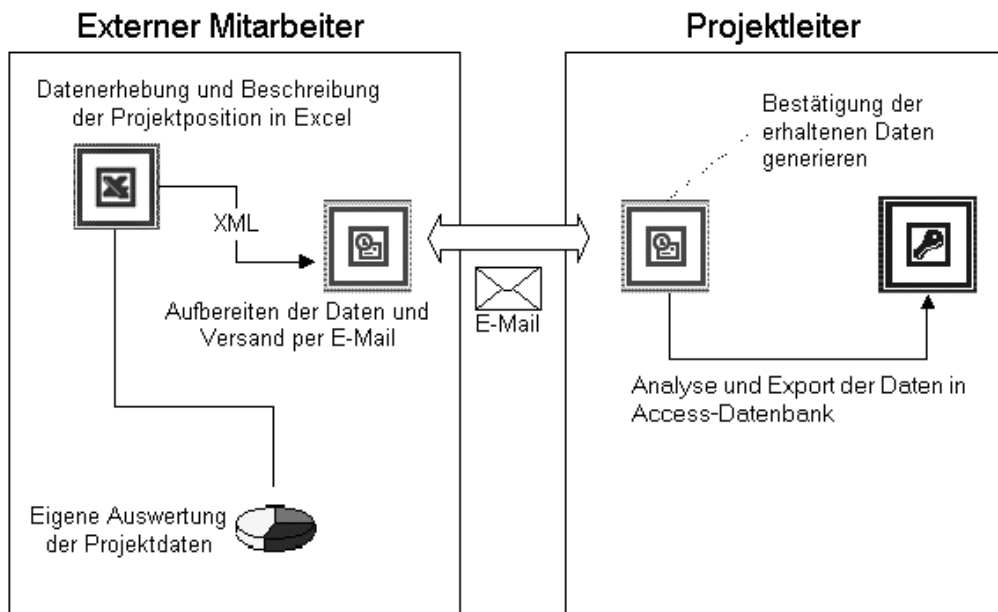 Externer Mitarbeiter
Datenerhebung und Beschreibung
der Projektposition in Excel
XML
Aufbereiten der Daten und
Versand per E-Mail
Eigene Auswertung
der Projektdaten
E-Mail
Projektleiter
Bestätigung der
erhaltenen Daten
generieren
Analyse und Export der Daten in
Access-Datenbank